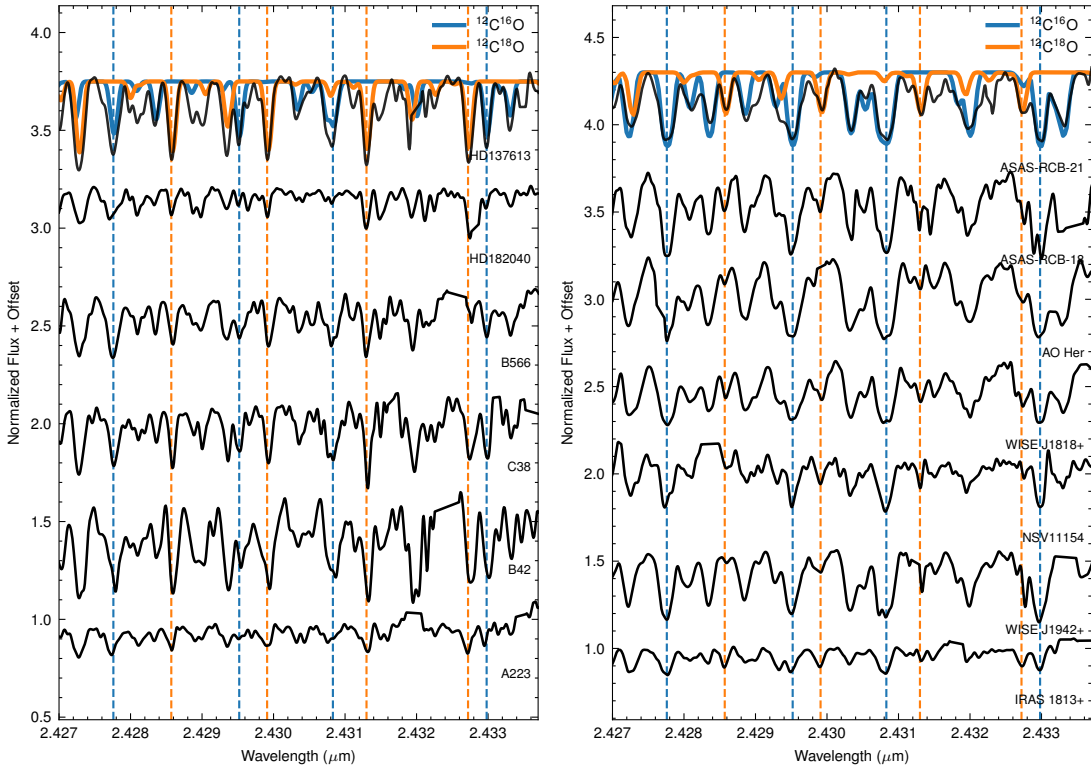 ¹²C¹⁶O
¹²C¹⁸O
4.0
3.5
3.0
2.5
2.0
1.5
1.0
0.5
Normalized Flux + Offset
HD137613
HD182040
B566
C38
B42
A223
2.427 2.428 2.429 2.430 2.431 2.432 2.433
Wavelength (μm)
¹²C¹⁶O
¹²C¹⁸O
4.5
4.0
3.5
3.0
2.5
2.0
1.5
1.0
Normalized Flux + Offset
ASAS-RCB-21
ASAS-RCB-18
AO Her
WISE J1818+
NSV11154
WISE J1942+
IRAS 1813+
2.427 2.428 2.429 2.430 2.431 2.432 2.433
Wavelength (μm)